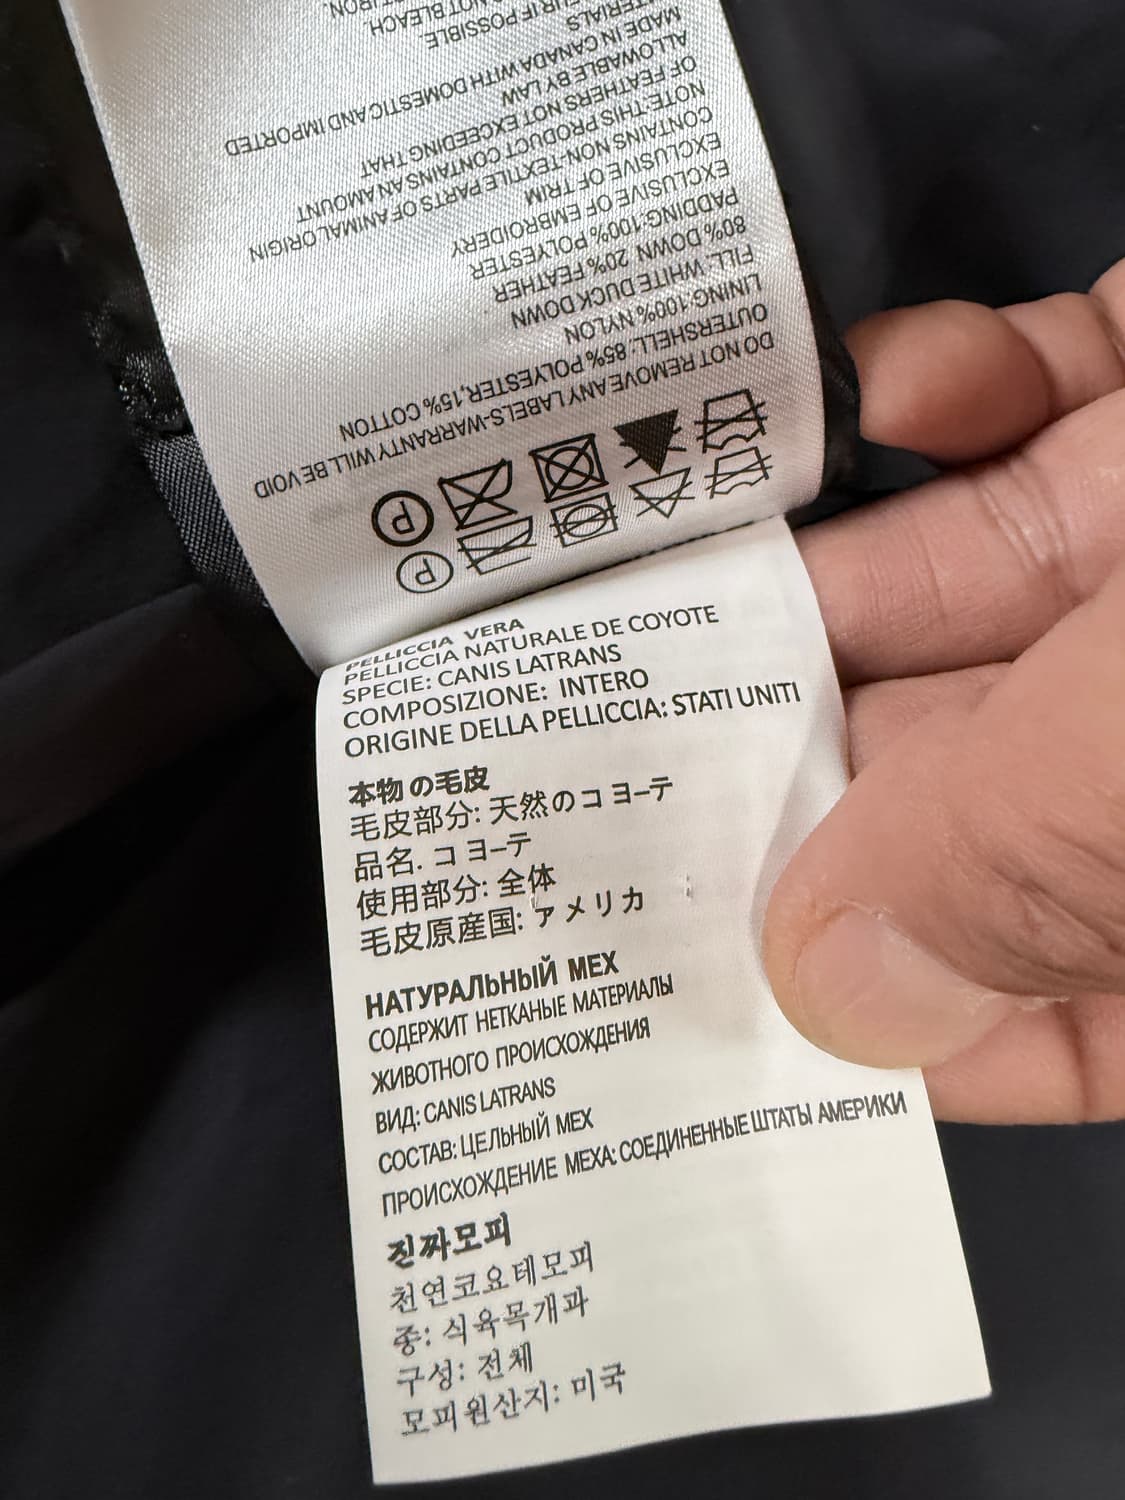 P
P
DO NOT REMOVE ANY LABELS-WARRANTY WILL BE VOID
OUTERSHELL: 85% POLYESTER,15% COTTON
LINING:100% NYLON
FILL: WHITE DUCK DOWN
80% DOWN 20% FEATHER
PADDING:100% POLYESTER
EXCLUSIVE OF EMBROIDERY
EXCLUSIVE OF TRIM
CONTAINS NON-TEXTILE PARTS OF ANIMAL ORIGIN
NOTE:THIS PRODUCT CONTAINS AN AMOUNT
OF FEATHERS NOT EXCEEDING THAT
ALLOWABLE BY LAW
MADE IN CANADA WITH DOMESTIC AND IMPORTED
IF POSSIBLE
NOT BLEACH
PELLICCIA VERA
PELLICCIA NATURALE DE COYOTE
SPECIE: CANIS LATRANS
COMPOSIZIONE: INTERO
ORIGINE DELLA PELLICCIA: STATI UNITI
本物の毛皮
毛皮部分: 天然のコヨーテ
品名. コヨーテ
使用部分: 全体
毛皮原産国: アメリカ
НАТУРАЛЬНЫЙ МЕХ
СОДЕРЖИТ НЕТКАНЫЕ МАТЕРИАЛЫ
ЖИВОТНОГО ПРОИСХОЖДЕНИЯ
ВИД: CANIS LATRANS
СОСТАВ: ЦЕЛЬНЫЙ МЕХ
ПРОИСХОЖДЕНИЕ МЕХА: СОЕДИНЕННЫЕ ШТАТЫ АМЕРИКИ
진짜모피
천연코요테모피
종: 식육목개과
구성: 전체
모피원산지: 미국